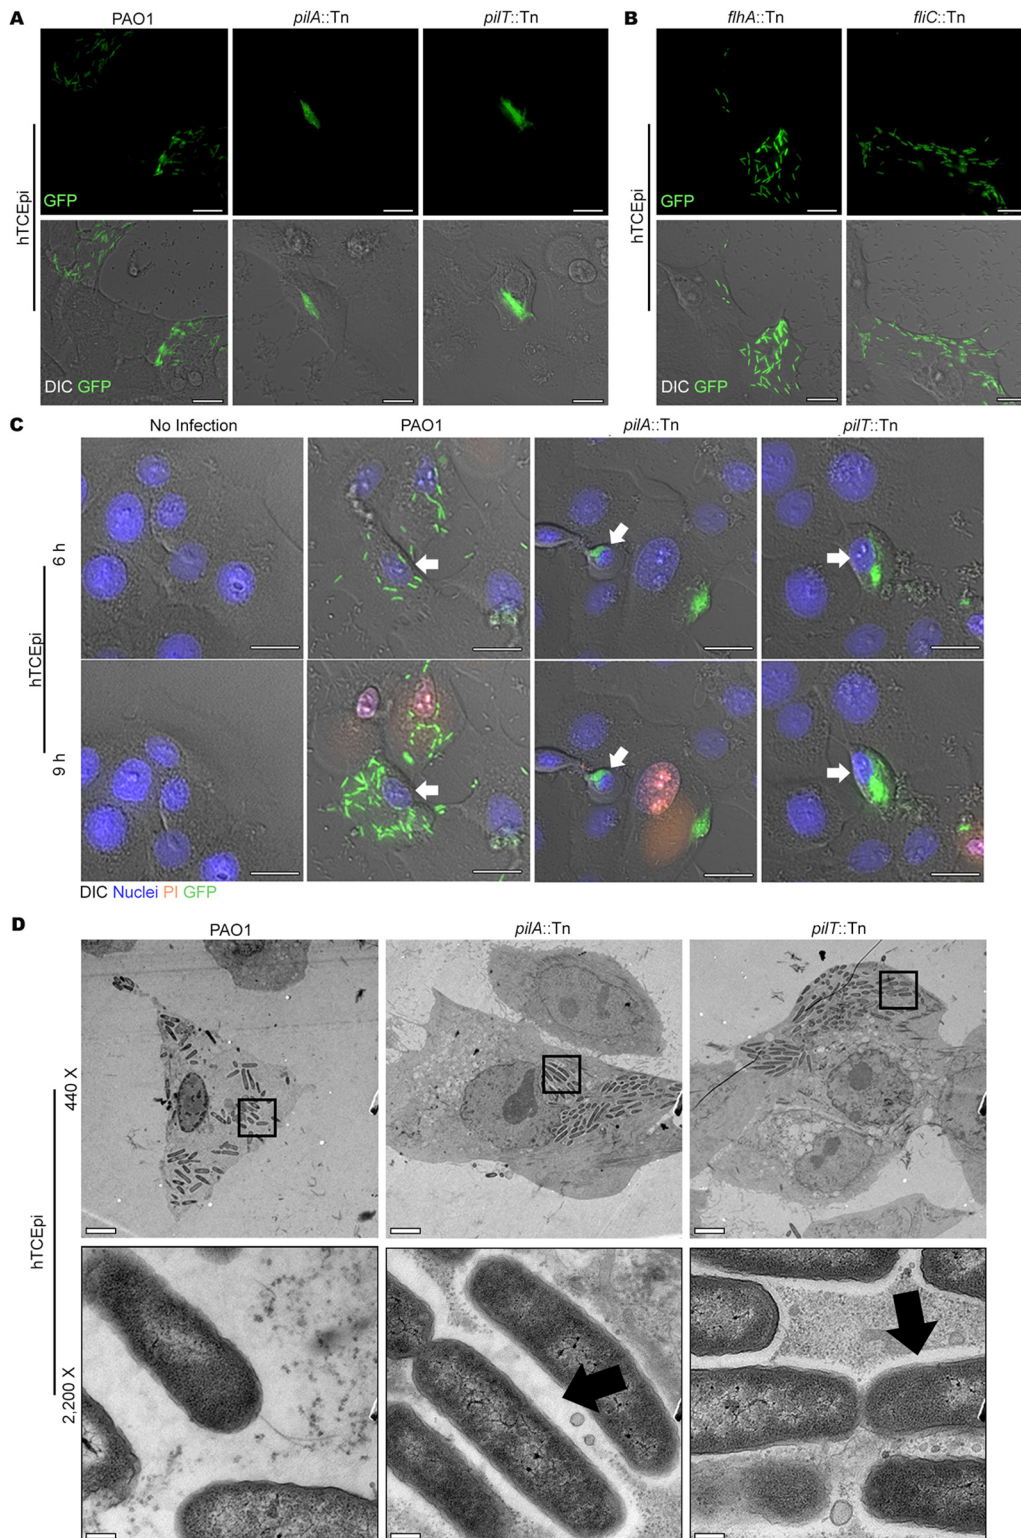 A PAO1 pilA::Tn pilT::Tn B flhA::Tn fliC::Tn
hTCEpi
GFP
DIC GFP
hTCEpi
GFP
DIC GFP
C No Infection PAO1 pilA::Tn pilT::Tn
hTCEpi
6 h
9 h
DIC Nuclei PI GFP
D PAO1 pilA::Tn pilT::Tn
hTCEpi
440 X
2,200 X